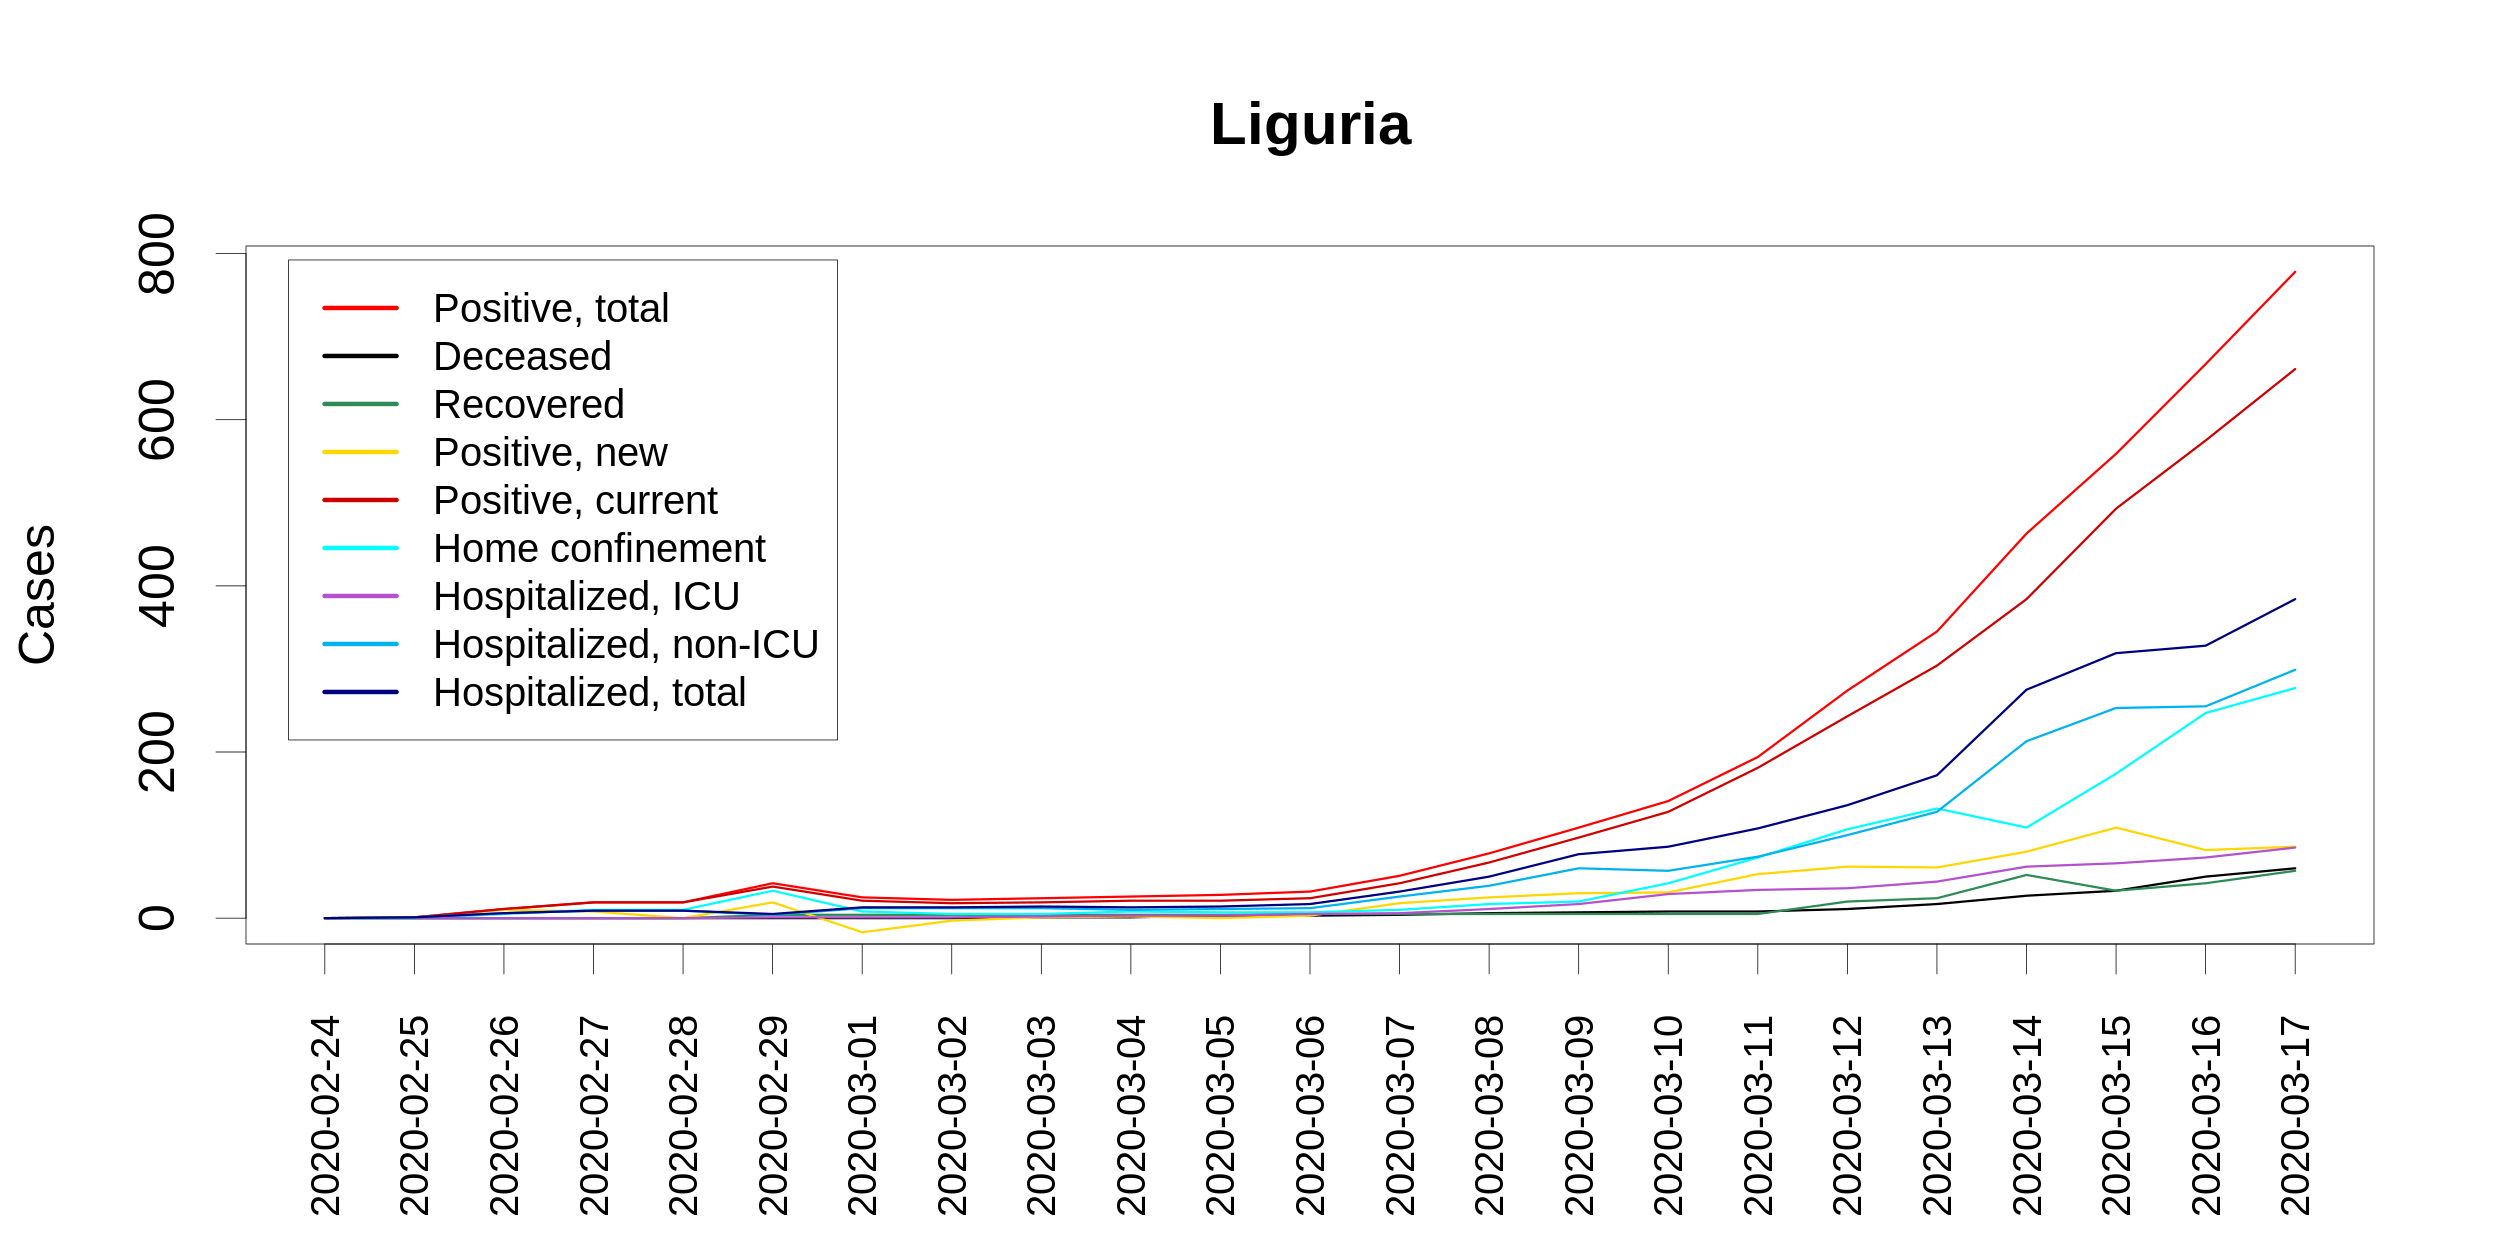 Liguria
Cases
800
600
400
200
0
Positive, total
Deceased
Recovered
Positive, new
Positive, current
Home confinement
Hospitalized, ICU
Hospitalized, non-ICU
Hospitalized, total
2020-02-24
2020-02-25
2020-02-26
2020-02-27
2020-02-28
2020-02-29
2020-03-01
2020-03-02
2020-03-03
2020-03-04
2020-03-05
2020-03-06
2020-03-07
2020-03-08
2020-03-09
2020-03-10
2020-03-11
2020-03-12
2020-03-13
2020-03-14
2020-03-15
2020-03-16
2020-03-17